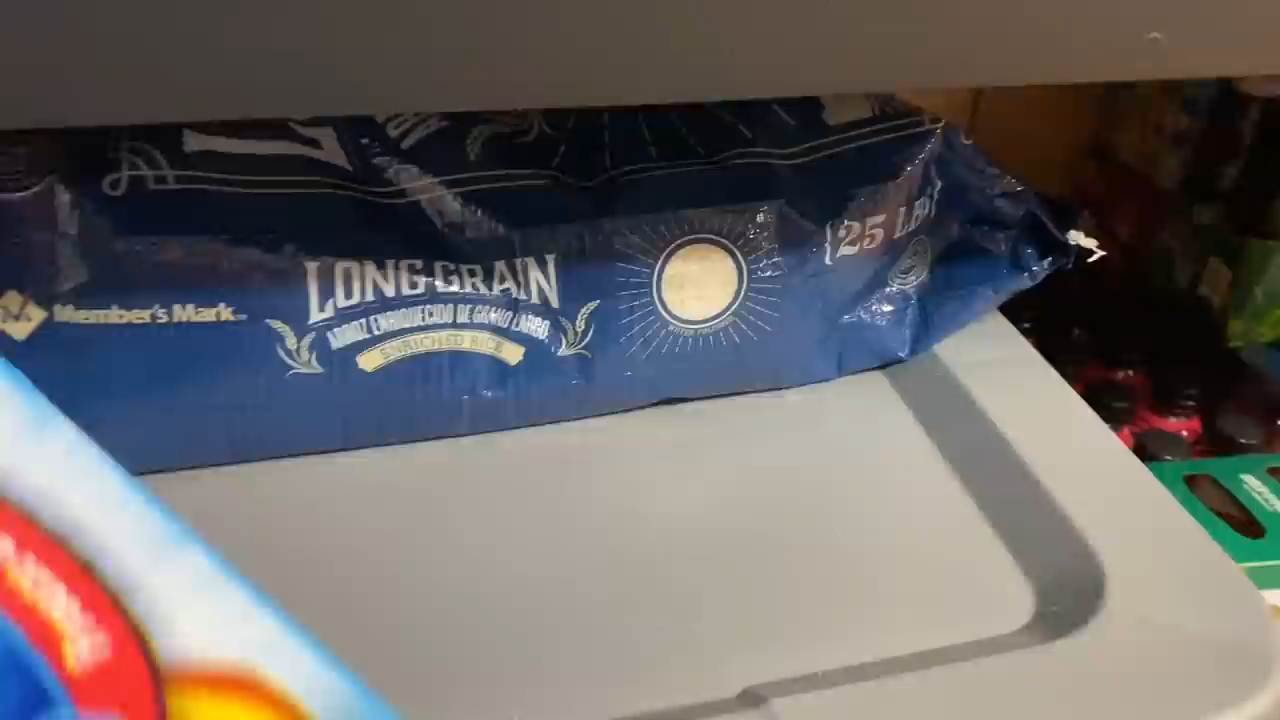 Member's Mark
LONG GRAIN
ARROZ ENRIQUECIDO DE GRANO LARGO
ENRICHED RICE
{25 LBS}